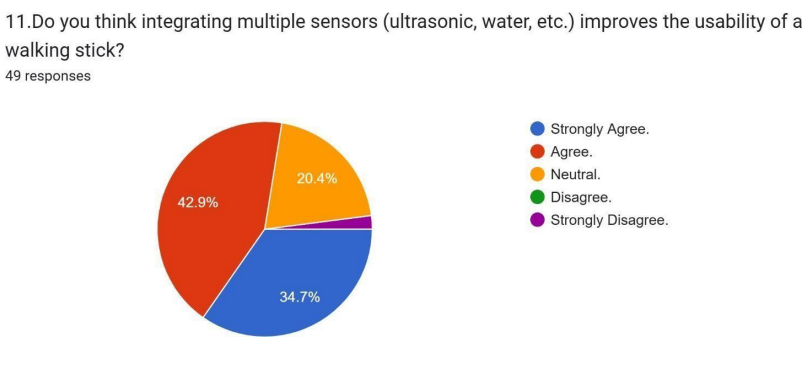 11.Do you think integrating multiple sensors (ultrasonic, water, etc.) improves the usability of a
walking stick?
49 responses
Strongly Agree.
Agree.
Neutral.
Disagree.
Strongly Disagree.
20.4%
42.9%
34.7%